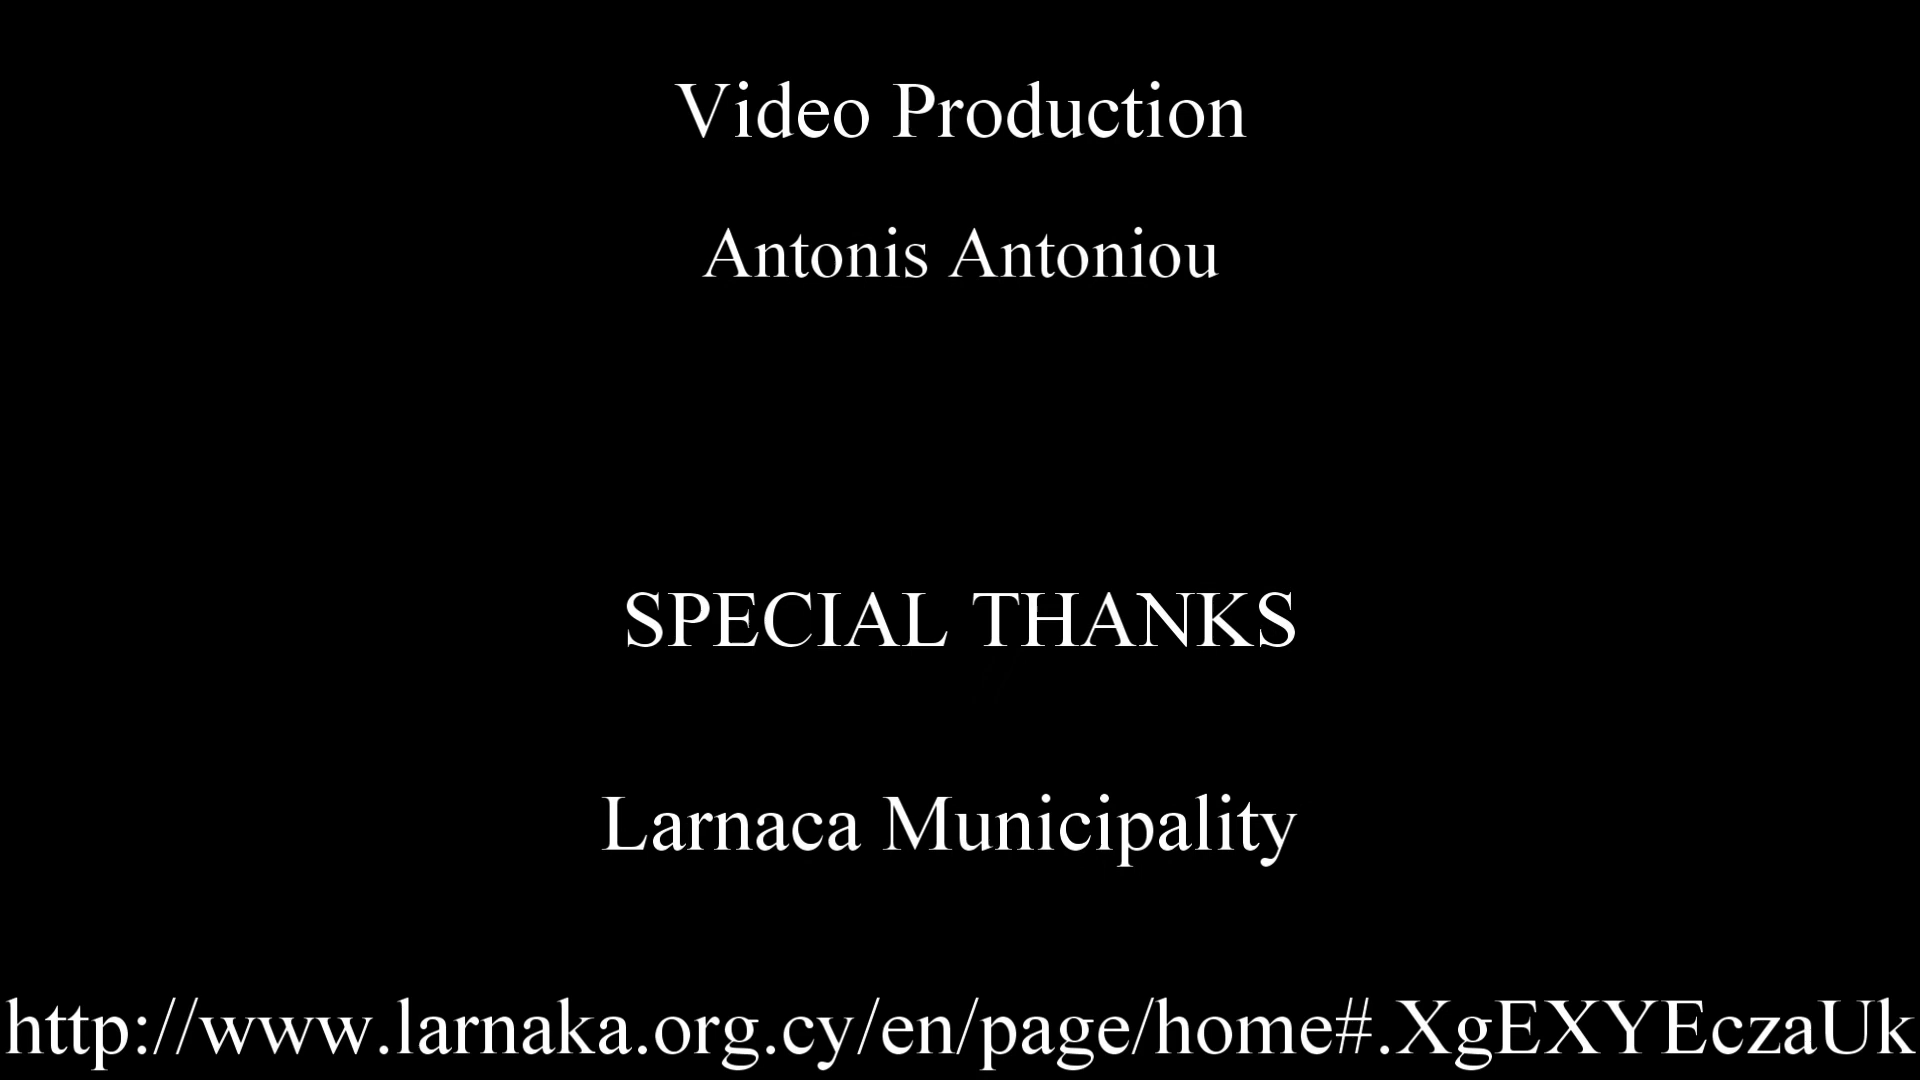 Video Production
Antonis Antoniou
SPECIAL THANKS
Larnaca Municipality
http://www.larnaka.org.cy/en/page/home#.XgEXYEczaUk